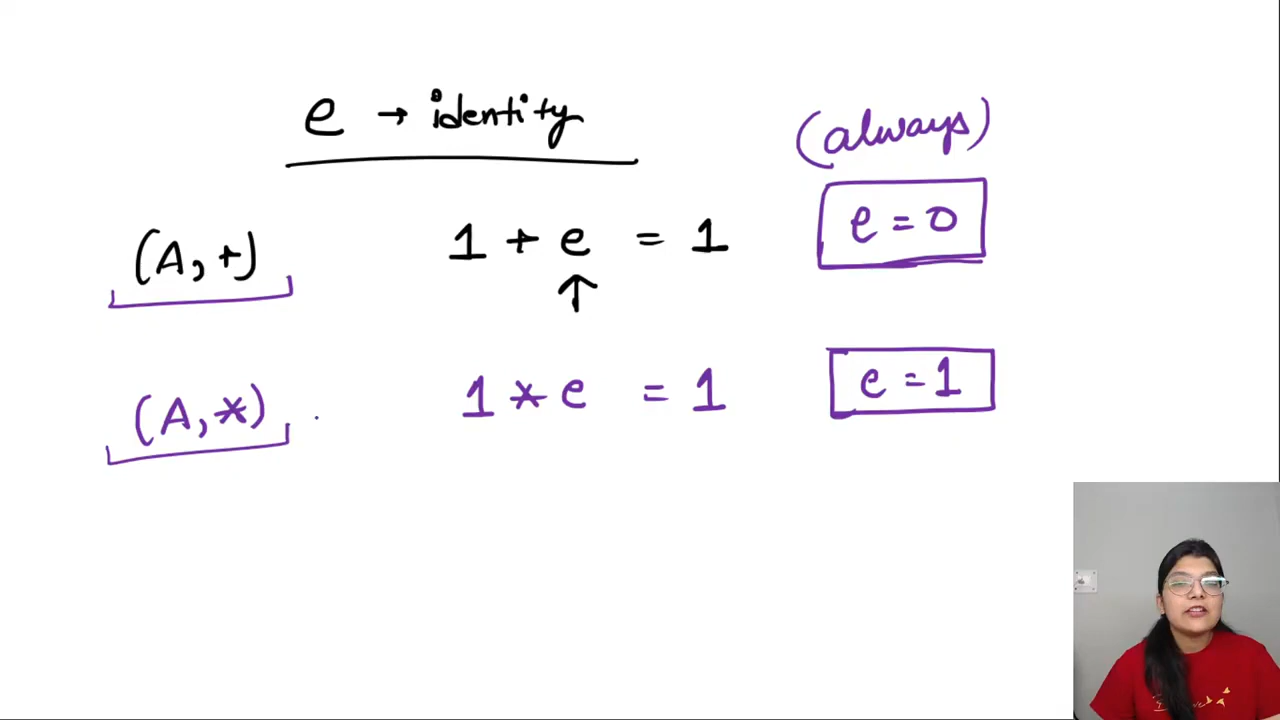 e → identity
(always)
(A, +) 1 + e = 1 e = 0
↑
(A, *) 1 * e = 1 e = 1